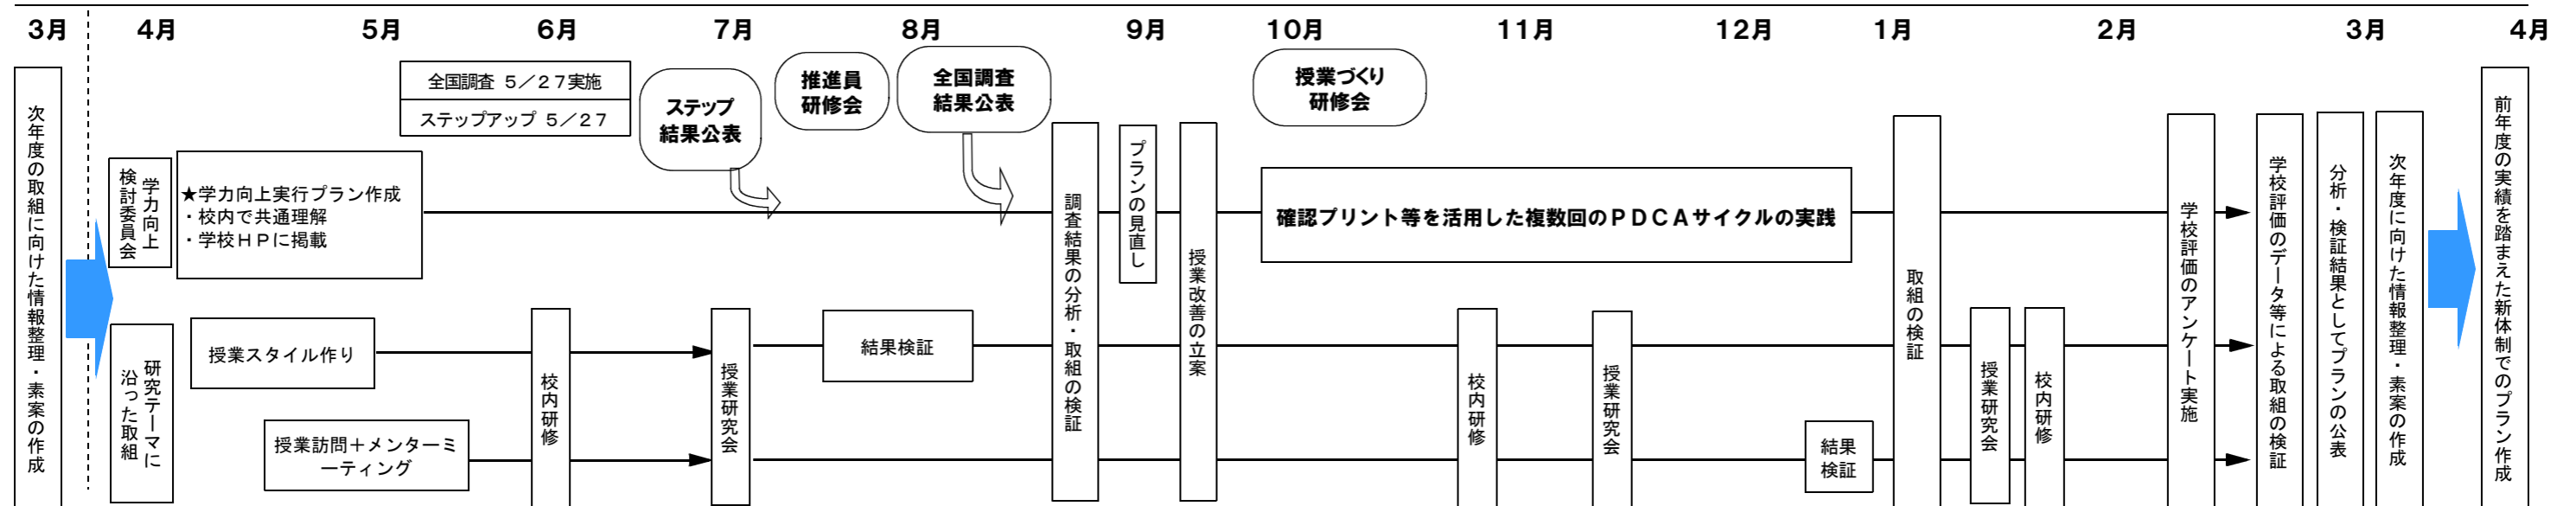 3月 4月 5月 6月 7月 8月 9月 10月 11月 12月 1月 2月 3月 4月
次年度の取組に向けた情報整理・素案の作成
学力向上
検討委員会
★学力向上実行プラン作成
・校内で共通理解
・学校HPに掲載
全国調査 5/27実施
ステップアップ 5/27
ステップ
結果公表
推進員
研修会
全国調査
結果公表
授業づくり
研修会
研究テーマに
沿った取組
授業スタイル作り
授業訪問+メンターミ
ーティング
校内研修
授業研究会
結果検証
調査結果の分析・取組の検証
プランの見直し
授業改善の立案
確認プリント等を活用した複数回のPDCAサイクルの実践
校内研修
授業研究会
結果
検証
取組の検証
授業研究会
校内研修
学校評価のアンケート実施
学校評価のデータ等による取組の検証
分析・検証結果としてプランの公表
次年度に向けた情報整理・素案の作成
前年度の実績を踏まえた新体制でのプラン作成